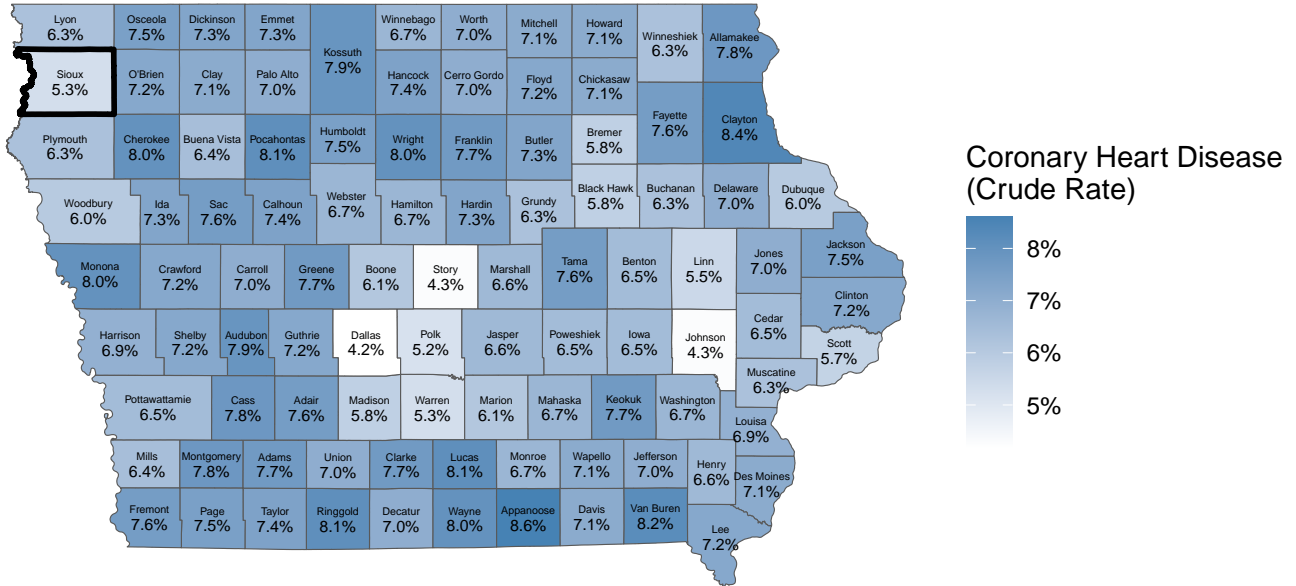 Lyon
6.3%
Osceola
7.5%
Dickinson
7.3%
Emmet
7.3%
Kossuth
7.9%
Winnebago
6.7%
Worth
7.0%
Mitchell
7.1%
Howard
7.1%
Winneshiek
6.3%
Allamakee
7.8%
Sioux
5.3%
O'Brien
7.2%
Clay
7.1%
Palo Alto
7.0%
Hancock
7.4%
Cerro Gordo
7.0%
Floyd
7.2%
Chickasaw
7.1%
Fayette
7.6%
Clayton
8.4%
Plymouth
6.3%
Cherokee
8.0%
Buena Vista
6.4%
Pocahontas
8.1%
Humboldt
7.5%
Wright
8.0%
Franklin
7.7%
Butler
7.3%
Bremer
5.8%
Woodbury
6.0%
Ida
7.3%
Sac
7.6%
Calhoun
7.4%
Webster
6.7%
Hamilton
6.7%
Hardin
7.3%
Grundy
6.3%
Black Hawk
5.8%
Buchanan
6.3%
Delaware
7.0%
Dubuque
6.0%
Monona
8.0%
Crawford
7.2%
Carroll
7.0%
Greene
7.7%
Boone
6.1%
Story
4.3%
Marshall
6.6%
Tama
7.6%
Benton
6.5%
Linn
5.5%
Jones
7.0%
Jackson
7.5%
Clinton
7.2%
Harrison
6.9%
Shelby
7.2%
Audubon
7.9%
Guthrie
7.2%
Dallas
4.2%
Polk
5.2%
Jasper
6.6%
Poweshiek
6.5%
Iowa
6.5%
Johnson
4.3%
Cedar
6.5%
Scott
5.7%
Muscatine
6.3%
Pottawattamie
6.5%
Cass
7.8%
Adair
7.6%
Madison
5.8%
Warren
5.3%
Marion
6.1%
Mahaska
6.7%
Keokuk
7.7%
Washington
6.7%
Louisa
6.9%
Mills
6.4%
Montgomery
7.8%
Adams
7.7%
Union
7.0%
Clarke
7.7%
Lucas
8.1%
Monroe
6.7%
Wapello
7.1%
Jefferson
7.0%
Henry
6.6%
Des Moines
7.1%
Fremont
7.6%
Page
7.5%
Taylor
7.4%
Ringgold
8.1%
Decatur
7.0%
Wayne
8.0%
Appanoose
8.6%
Davis
7.1%
Van Buren
8.2%
Lee
7.2%
Coronary Heart Disease
(Crude Rate)
8%
7%
6%
5%